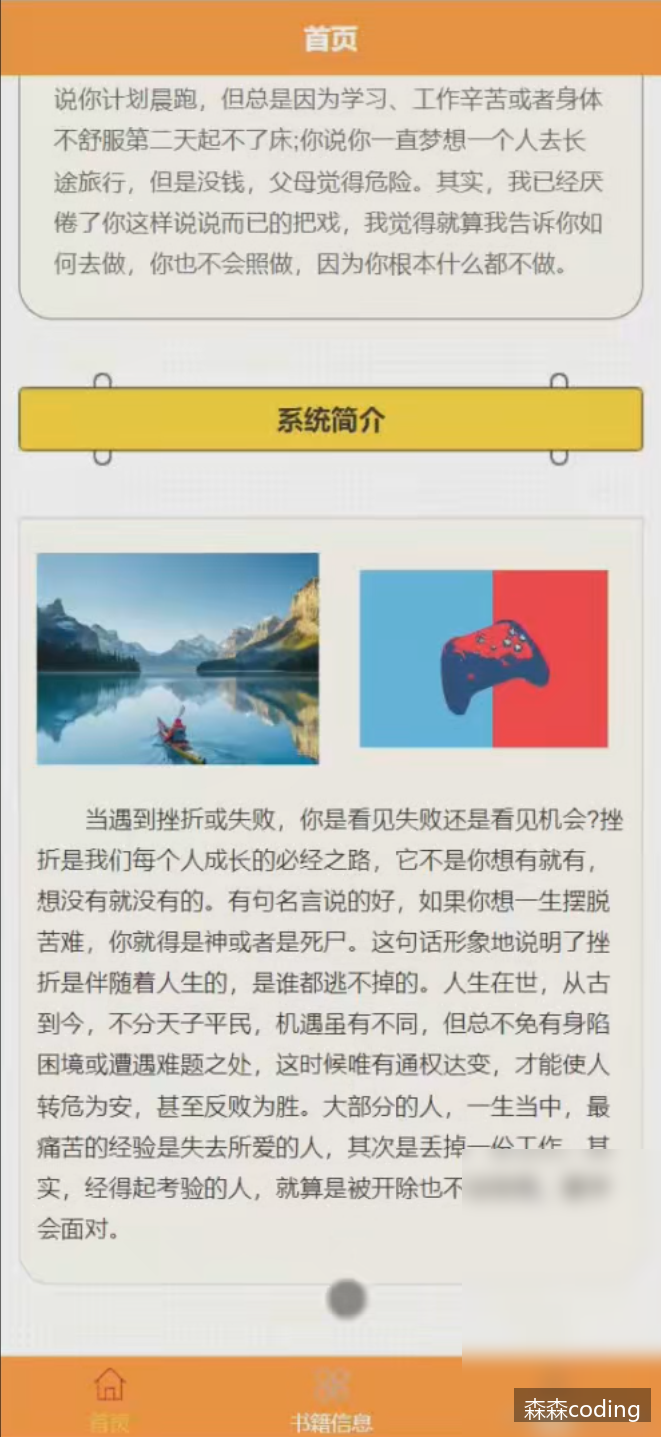 首页
说你计划晨跑，但总是因为学习、工作辛苦或者身体
不舒服第二天起不了床;你说你一直梦想一个人去长
途旅行，但是没钱，父母觉得危险。其实，我已经厌
倦了你这样说说而已的把戏，我觉得就算我告诉你如
何去做，你也不会照做，因为你根本什么都不做。
系统简介
当遇到挫折或失败，你是看见失败还是看见机会?挫
折是我们每个人成长的必经之路，它不是你想有就有，
想没有就没有的。有句名言说的好，如果你想一生摆脱
苦难，你就得是神或者是死尸。这句话形象地说明了挫
折是伴随着人生的，是谁都逃不掉的。人生在世，从古
到今，不分天子平民，机遇虽有不同，但总不免有身陷
困境或遭遇难题之处，这时候唯有通权达变，才能使人
转危为安，甚至反败为胜。大部分的人，一生当中，最
痛苦的经验是失去所爱的人，其次是丢掉一份工作。其
实，经得起考验的人，就算是被开除也不
会面对。
首页
书籍信息
森森coding